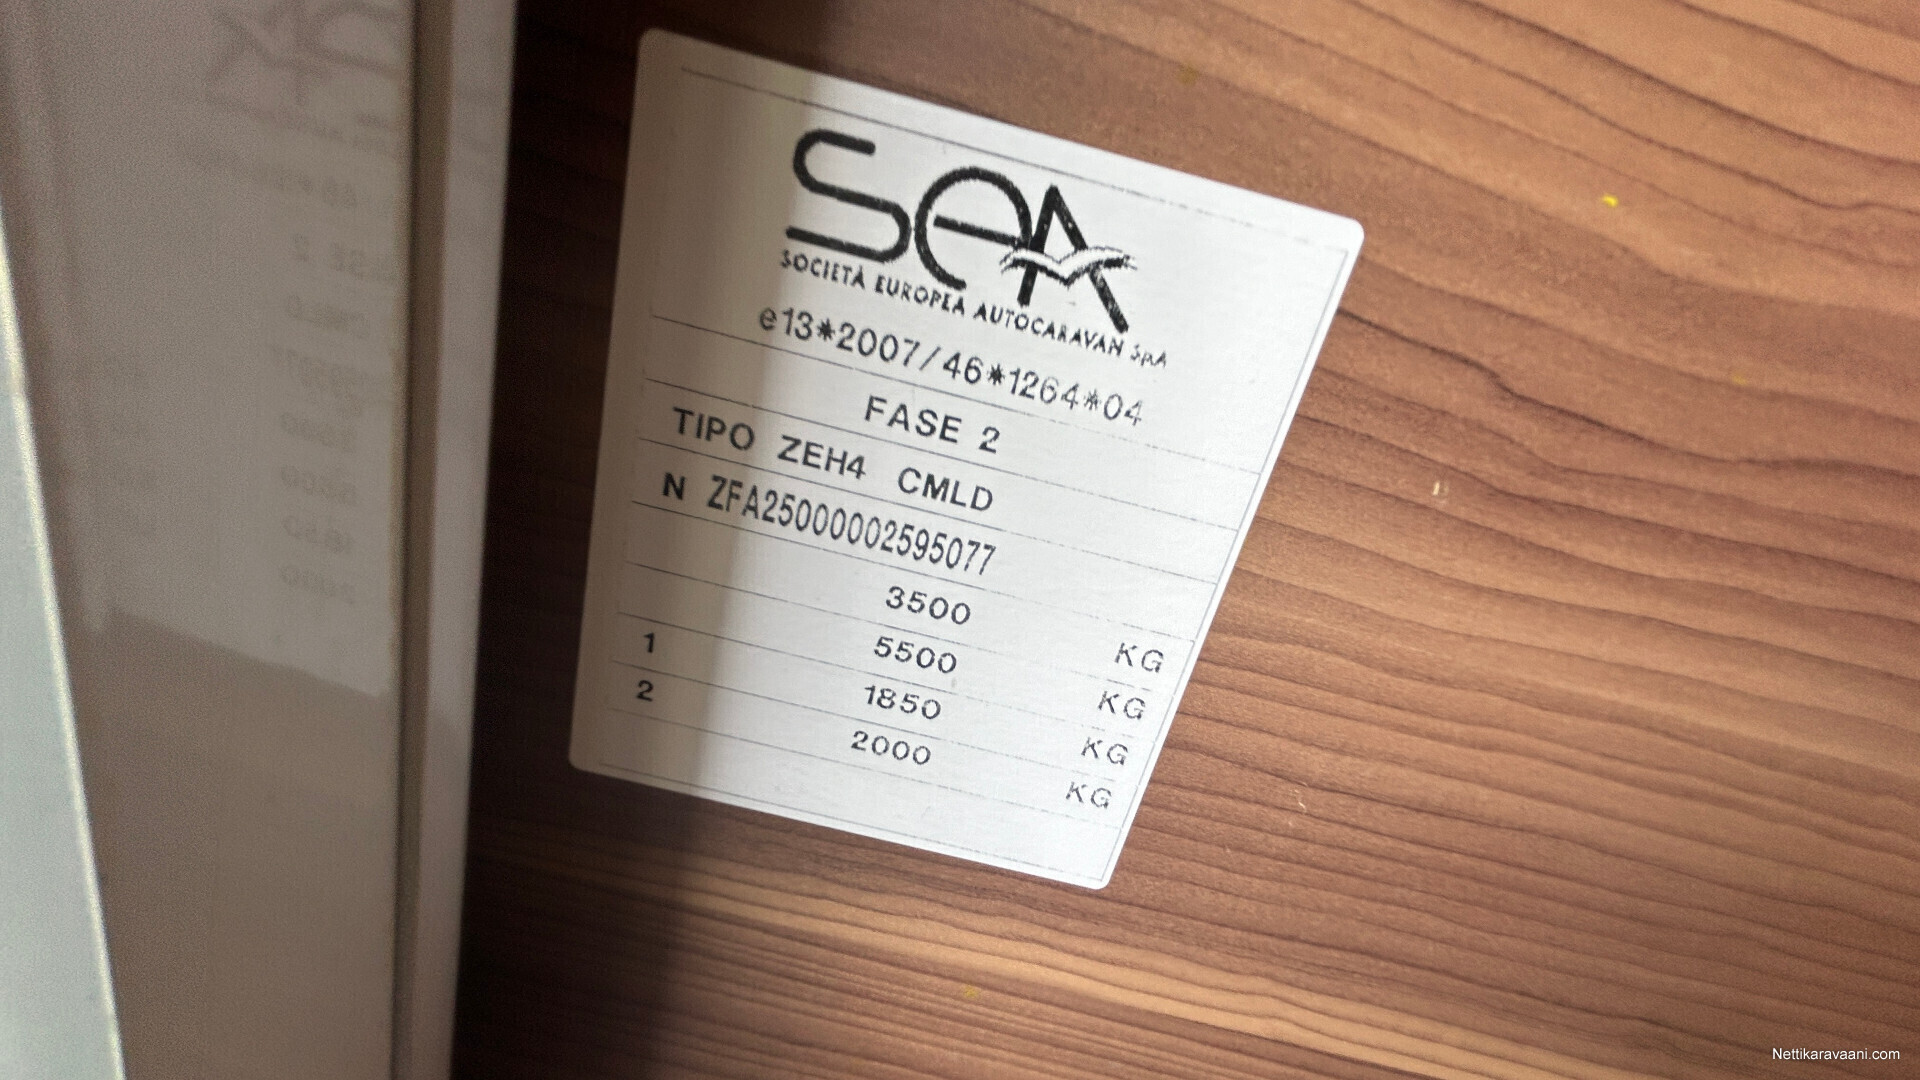 SEA
SOCIETÀ EUROPEA AUTOCARAVAN SpA
e13*2007/46*1264*04
FASE 2
TIPO ZEH4 CMLD
N ZFA25000002595077
3500 KG
5500 KG
1 1850 KG
2 2000 KG
Nettikaravaani.com